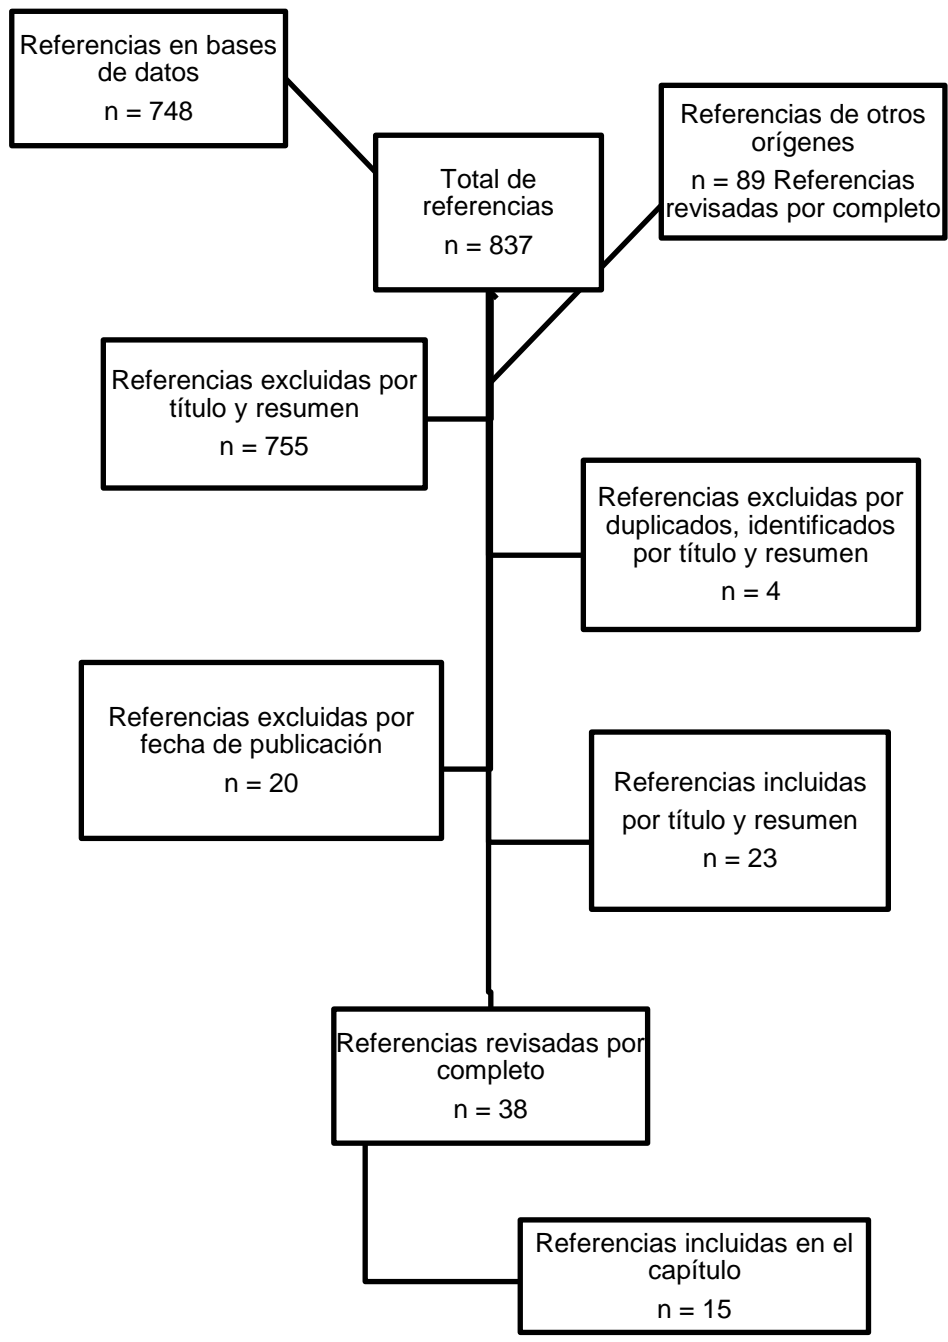 Referencias en bases
de datos
n = 748
Referencias de otros
orígenes
n = 89 Referencias
revisadas por completo
Total de
referencias
n = 837
Referencias excluidas por
título y resumen
n = 755
Referencias excluidas por
duplicados, identificados
por título y resumen
n = 4
Referencias excluidas por
fecha de publicación
n = 20
Referencias incluidas
por título y resumen
n = 23
Referencias revisadas por
completo
n = 38
Referencias incluidas en el
capítulo
n = 15